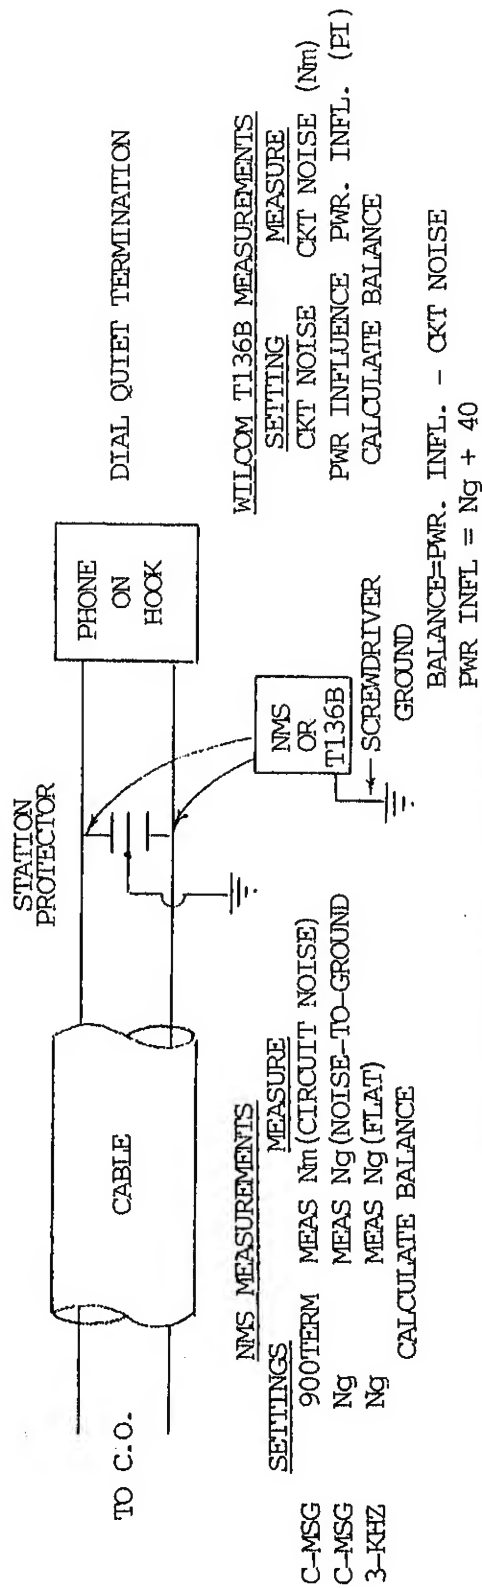 DIAL QUIET TERMINATION
STATION
PROTECTOR
PHONE
ON
HOOK
CABLE
TO C.O.
NMS
OR
T136B
SCREWDRIVER
GROUND
NMS MEASUREMENTS
SETTINGS MEASURE
C-MSG 900TERM MEAS Nm(CIRCUIT NOISE)
C-MSG Ng MEAS Ng(NOISE-TO-GROUND
3-KHZ Ng MEAS Ng(FLAT)
CALCULATE BALANCE
WILCOM T136B MEASUREMENTS
SETTING MEASURE
CKT NOISE CKT NOISE (Nm)
PWR INFLUENCE PWR. INFL. (PI)
CALCULATE BALANCE
BALANCE=PWR. INFL. - CKT NOISE
PWR INFL = Ng + 40